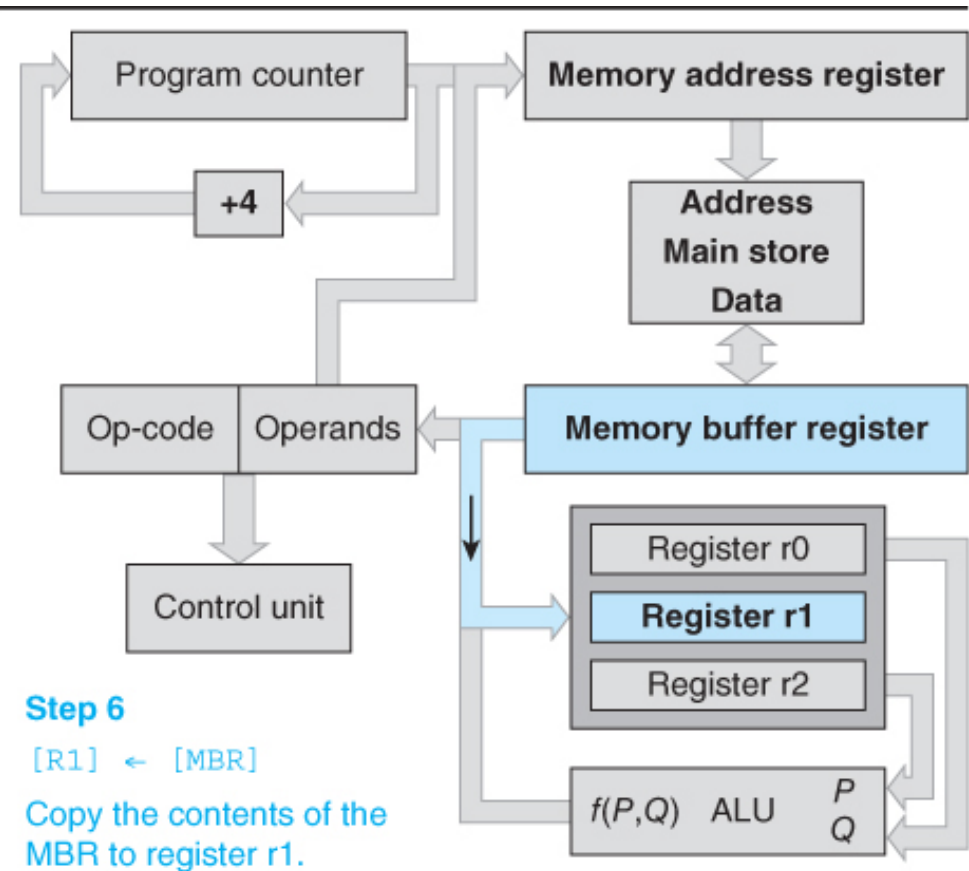 Program counter
Memory address register
+4
Address
Main store
Data
Op-code
Operands
Memory buffer register
Register r0
Control unit
Register r1
Register r2
Step 6
[R1] ← [MBR]
Copy the contents of the
MBR to register r1.
f(P,Q) ALU
P
Q